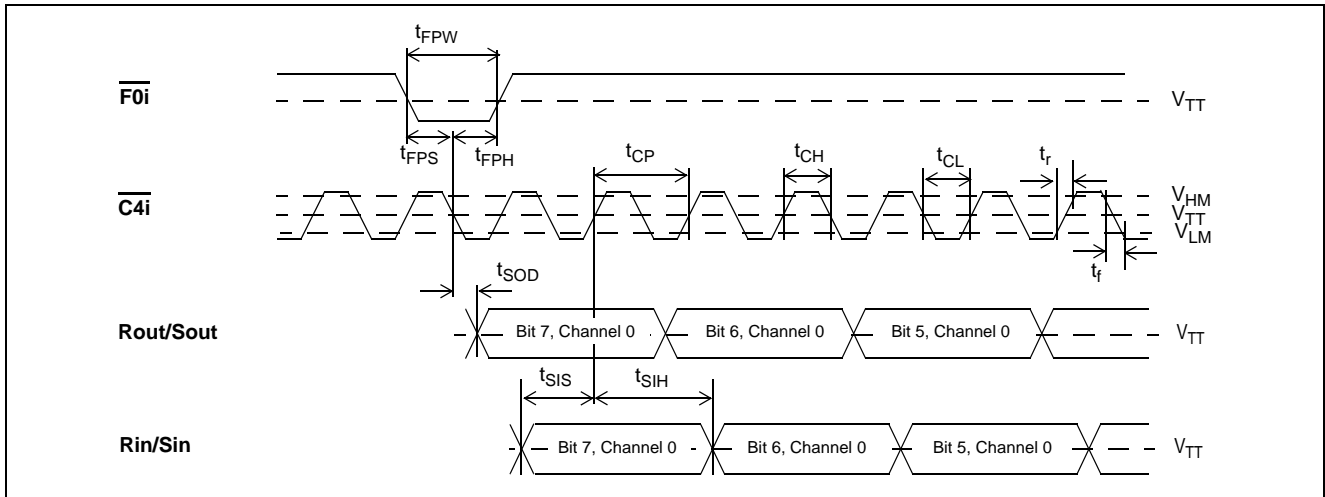 tFPW
F0i
VTT
tFPS
tFPH
tCP
tCH
tCL
tr
C4i
VHM
VTT
VLM
tf
tSOD
Rout/Sout
Bit 7, Channel 0
Bit 6, Channel 0
Bit 5, Channel 0
VTT
tSIS
tSIH
Rin/Sin
Bit 7, Channel 0
Bit 6, Channel 0
Bit 5, Channel 0
VTT